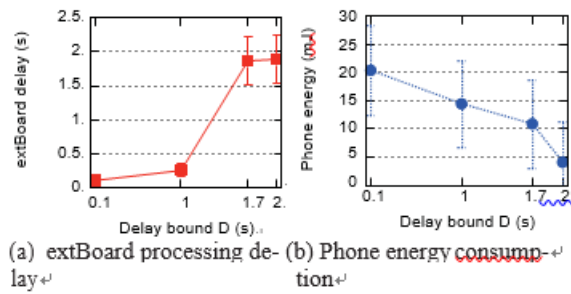 2.5
2.
1.5
1.
0.5
0.
extBoard delay (s)
0.1
1
1.7
2.
Delay bound D (s).
30
25
20
15
10
5
0
Phone energy (mJ)
0.1
1
1.7
2
Delay bound D (s)
(a) extBoard processing de-
lay↵
(b) Phone energy consump-↵
tion↵